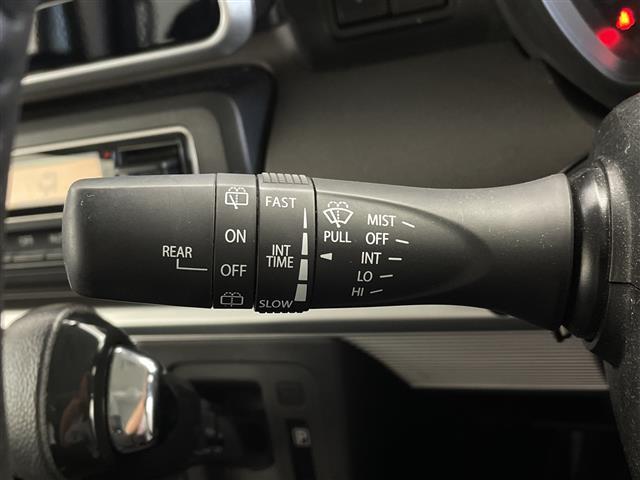 REAR
ON
OFF
FAST
INT
TIME
SLOW
PULL
MIST
OFF
INT
LO
HI
P